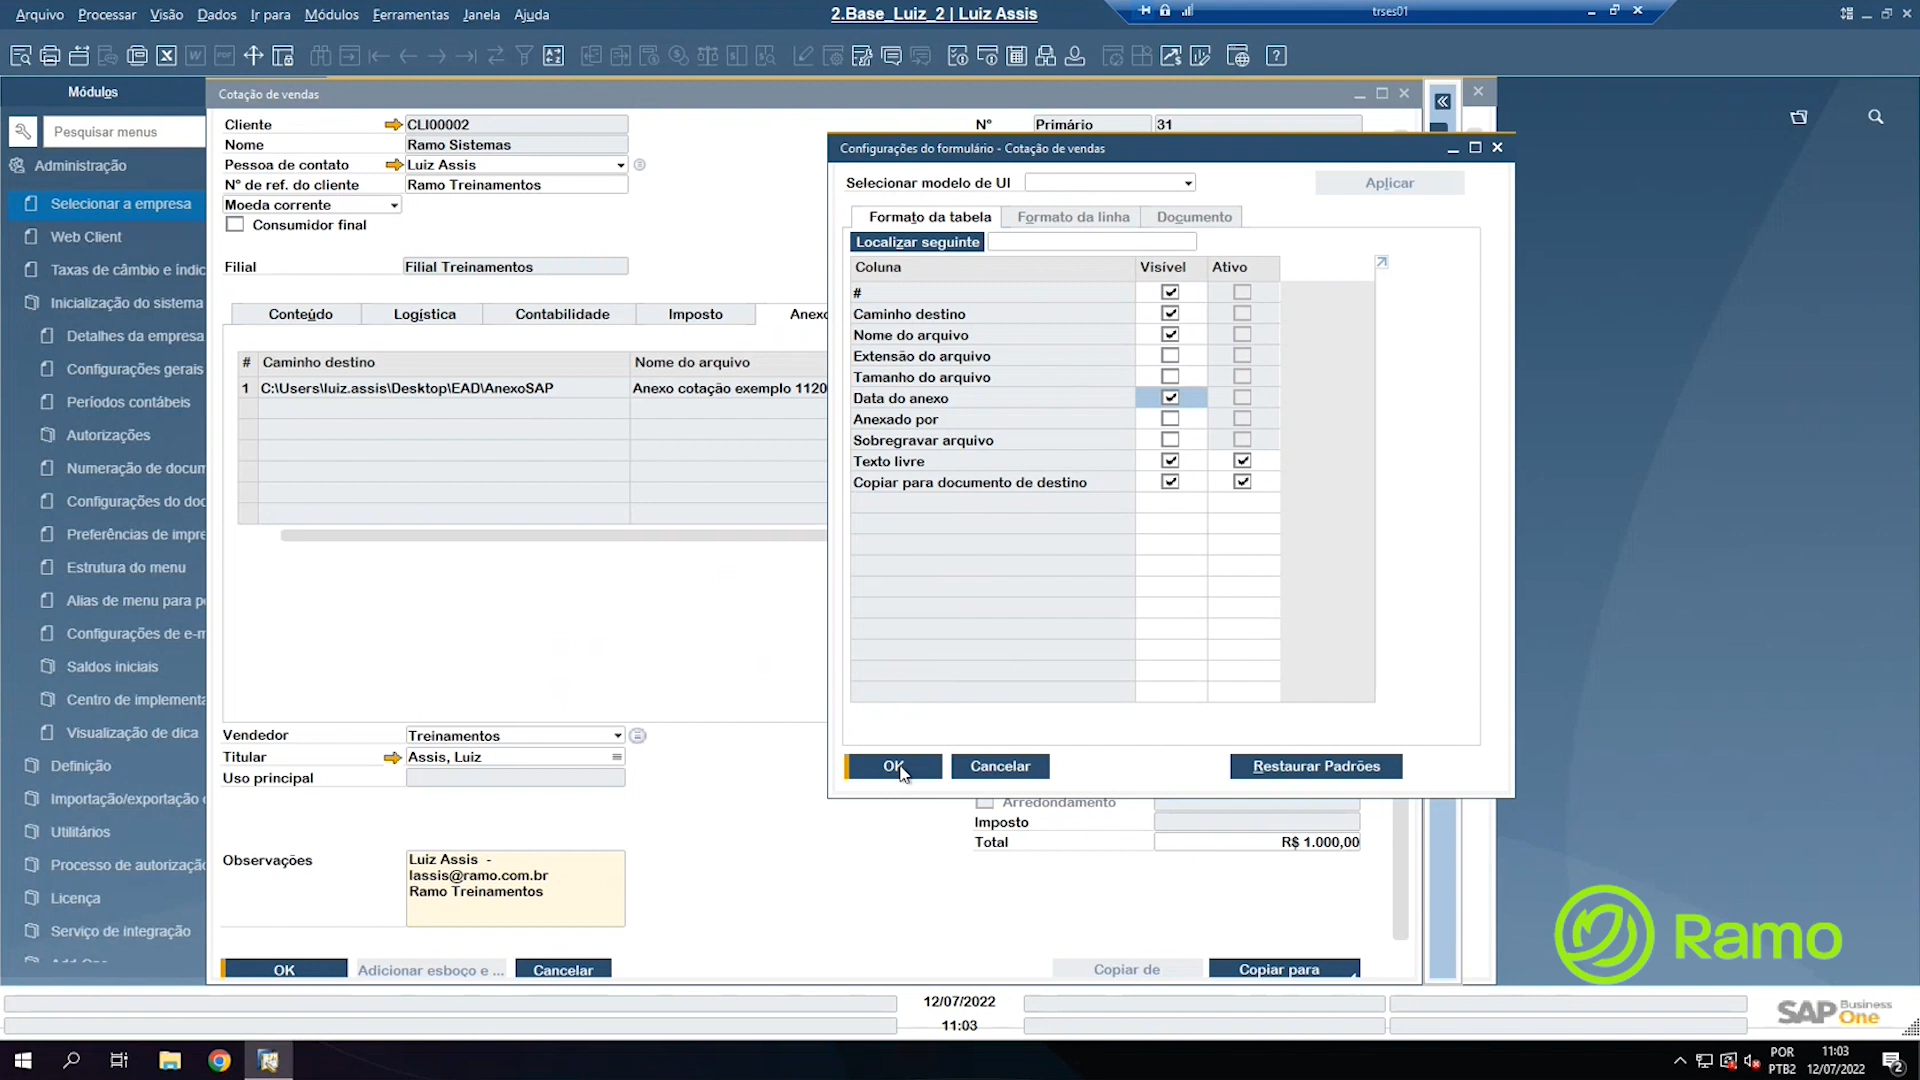 Arquivo Processar Visão Dados Ir para Módulos Ferramentas Janela Ajuda
2.Base_Luiz_2 | Luiz Assis
trses01
Módulos
Pesquisar menus
Administração
Selecionar a empresa
Web Client
Taxas de câmbio e índic
Inicialização do sistema
Detalhes da empresa
Configurações gerais
Períodos contábeis
Autorizações
Numeração de docum
Configurações do doc
Preferências de impre
Estrutura do menu
Alias de menu para pe
Configurações de e-m
Saldos iniciais
Centro de implementa
Visualização de dica
Definição
Importação/exportação
Utilitários
Processo de autorização
Licença
Serviço de integração
Cotação de vendas
Cliente CLI00002
Nome Ramo Sistemas
Pessoa de contato Luiz Assis
Nº de ref. do cliente Ramo Treinamentos
Moeda corrente
Consumidor final
Filial Filial Treinamentos
Nº Primário 31
Conteúdo Logística Contabilidade Imposto Anexo
# Caminho destino Nome do arquivo
1 C:\Users\luiz.assis\Desktop\EAD\AnexoSAP Anexo cotação exemplo 1120
Vendedor Treinamentos
Titular Assis, Luiz
Uso principal
Observações
Luiz Assis -
lassis@ramo.com.br
Ramo Treinamentos
Arredondamento
Imposto
Total R$ 1.000,00
OK Adicionar esboço e ... Cancelar Copiar de Copiar para
Configurações do formulário - Cotação de vendas
Selecionar modelo de UI Aplicar
Formato da tabela Formato da linha Documento
Localizar seguinte
Coluna Visível Ativo
#
Caminho destino
Nome do arquivo
Extensão do arquivo
Tamanho do arquivo
Data do anexo
Anexado por
Sobregravar arquivo
Texto livre
Copiar para documento de destino
OK Cancelar Restaurar Padrões
Ramo
12/07/2022
11:03
SAP Business One
POR
PTB2
11:03
12/07/2022
2